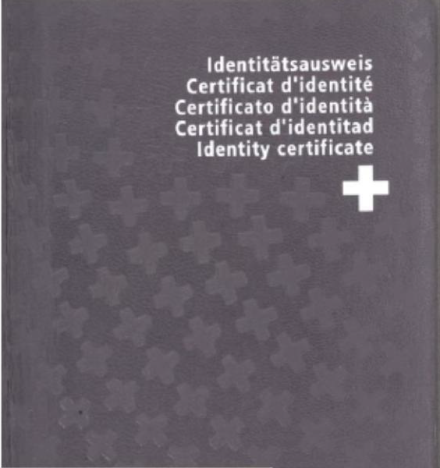 Identitätsausweis
Certificat d'identité
Certificato d'identità
Certificat d'identitad
Identity certificate